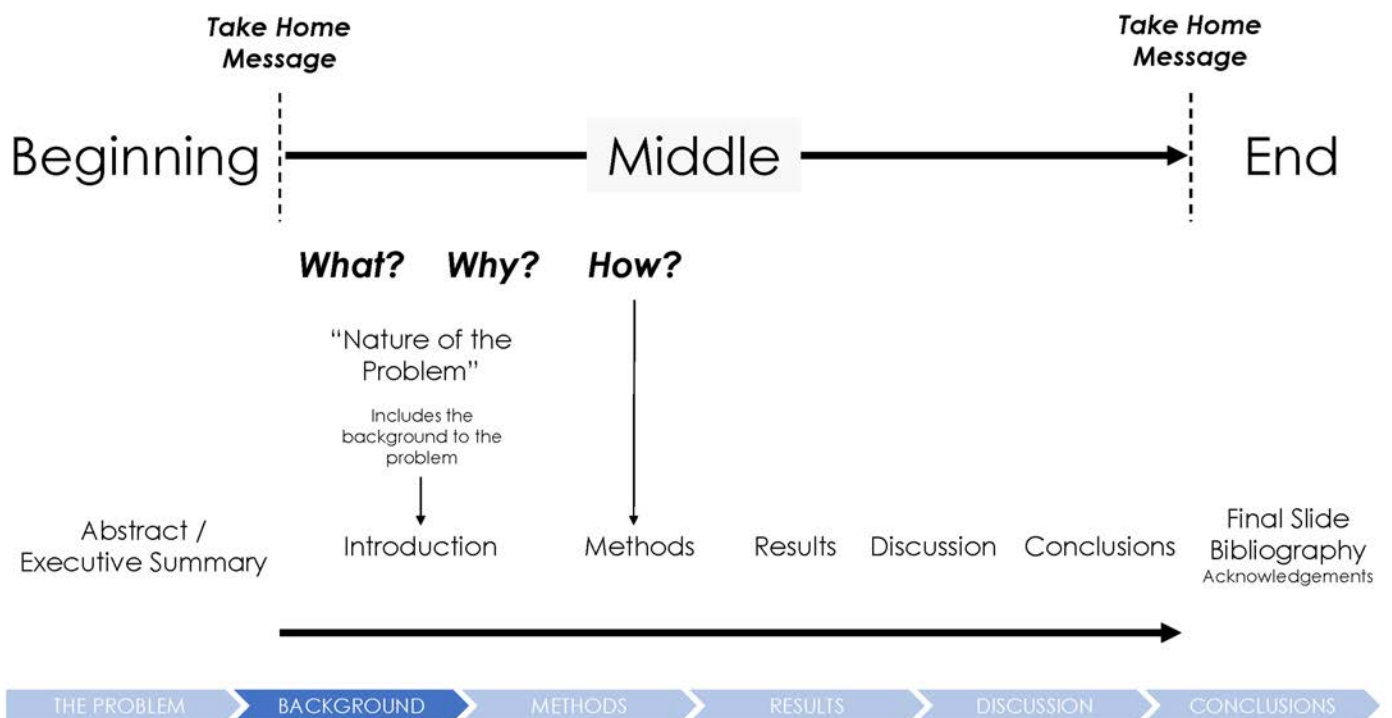 Take Home
Message
Take Home
Message
Beginning
Middle
End
What? Why? How?
“Nature of the
Problem”
Includes the
background to the
problem
Abstract /
Executive Summary
Introduction
Methods
Results
Discussion
Conclusions
Final Slide
Bibliography
Acknowledgements
THE PROBLEM
BACKGROUND
METHODS
RESULTS
DISCUSSION
CONCLUSIONS